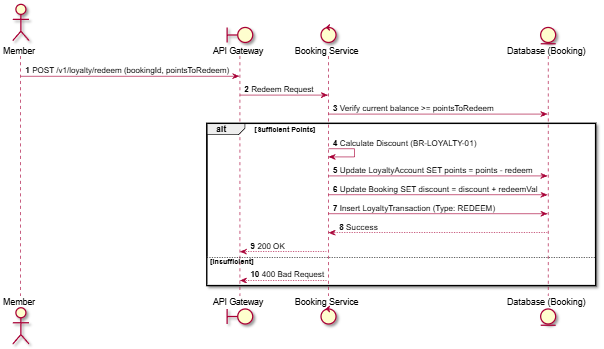 Member
API Gateway
Booking Service
Database (Booking)
1 POST /v1/loyalty/redeem (bookingId, pointsToRedeem)
2 Redeem Request
3 Verify current balance >= pointsToRedeem
alt [Sufficient Points]
4 Calculate Discount (BR-LOYALTY-01)
5 Update LoyaltyAccount SET points = points - redeem
6 Update Booking SET discount = discount + redeemVal
7 Insert LoyaltyTransaction (Type: REDEEM)
8 Success
9 200 OK
[Insufficient]
10 400 Bad Request
Member
API Gateway
Booking Service
Database (Booking)